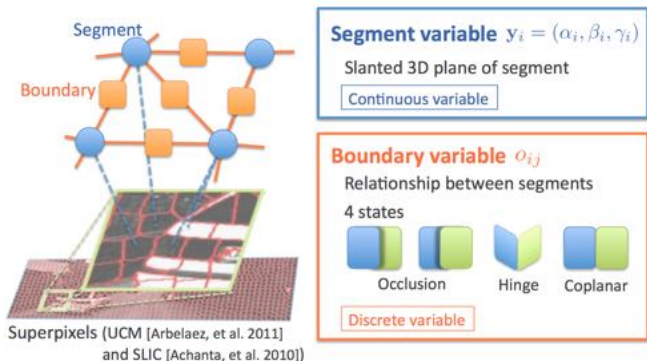 Segment
Boundary
Superpixels (UCM [Arbelaez, et al. 2011]
and SLIC [Achanta, et al. 2010])
Segment variable yᵢ = (αᵢ, βᵢ, γᵢ)
Slanted 3D plane of segment
Continuous variable
Boundary variable oᵢⱼ
Relationship between segments
4 states
Occlusion Hinge Coplanar
Discrete variable